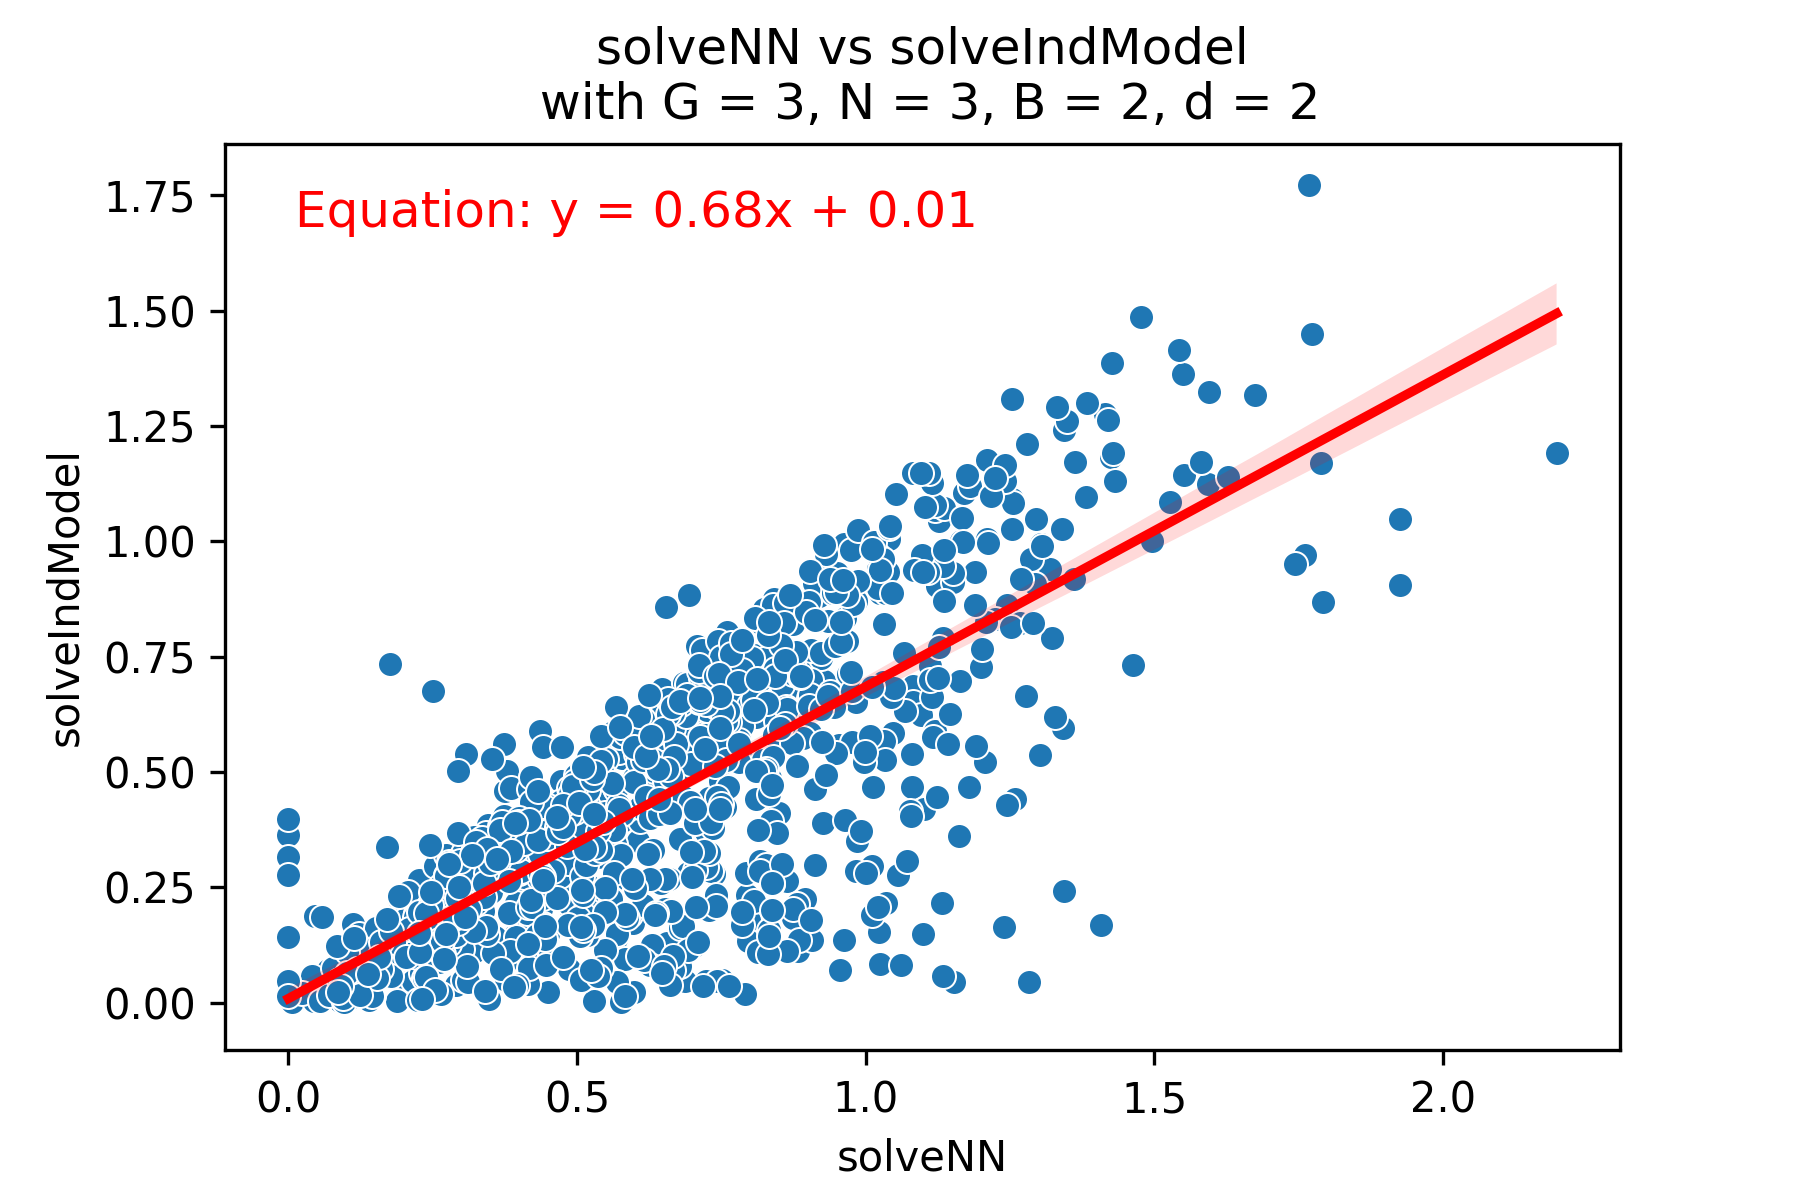 solveNN vs solveIndModel
with G = 3, N = 3, B = 2, d = 2
Equation: y = 0.68x + 0.01
1.75
1.50
1.25
1.00
0.75
0.50
0.25
0.00
solveIndModel
0.0 0.5 1.0 1.5 2.0
solveNN